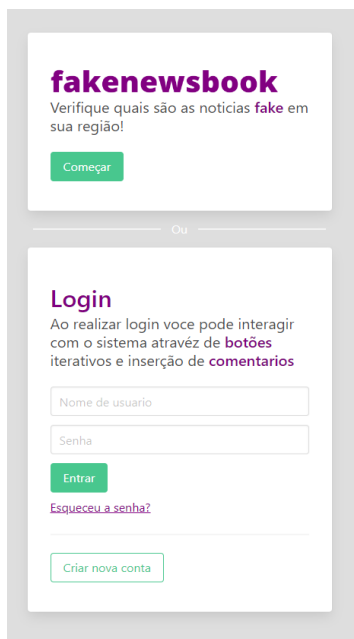 fakenewsbook
Verifique quais são as noticias fake em
sua região!
Começar
Ou
Login
Ao realizar login voce pode interagir
com o sistema atravéz de botões
iterativos e inserção de comentarios
Nome de usuario
Senha
Entrar
Esqueceu a senha?
Criar nova conta